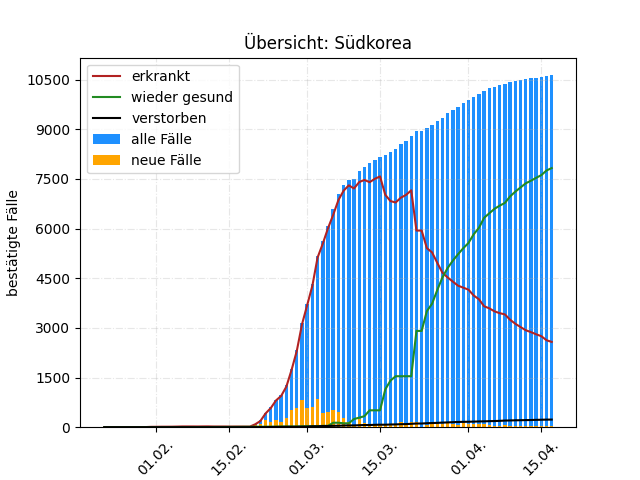 Übersicht: Südkorea
erkrankt
wieder gesund
verstorben
alle Fälle
neue Fälle
bestätigte Fälle
10500
9000
7500
6000
4500
3000
1500
0
01.02.
15.02.
01.03.
15.03.
01.04.
15.04.